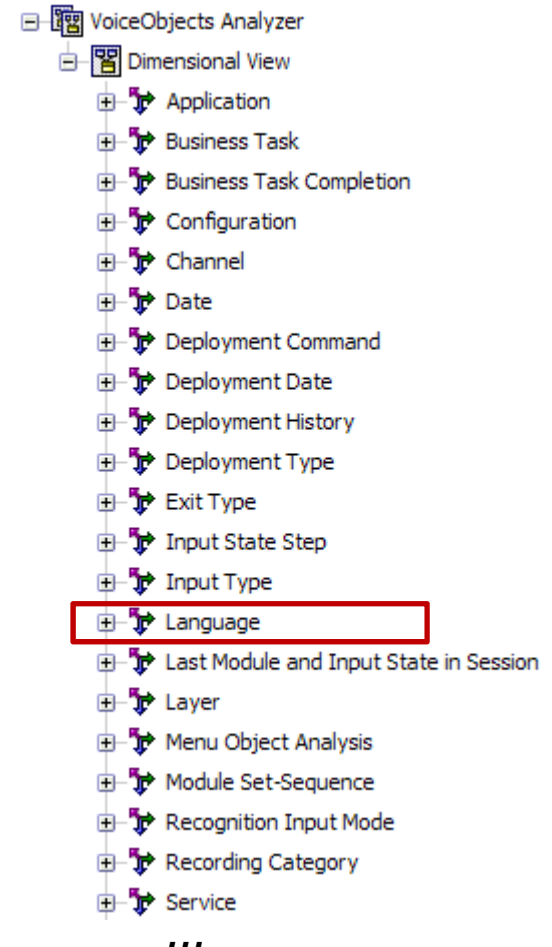 VoiceObjects Analyzer
Dimensional View
Application
Business Task
Business Task Completion
Configuration
Channel
Date
Deployment Command
Deployment Date
Deployment History
Deployment Type
Exit Type
Input State Step
Input Type
Language
Last Module and Input State in Session
Layer
Menu Object Analysis
Module Set-Sequence
Recognition Input Mode
Recording Category
Service
...